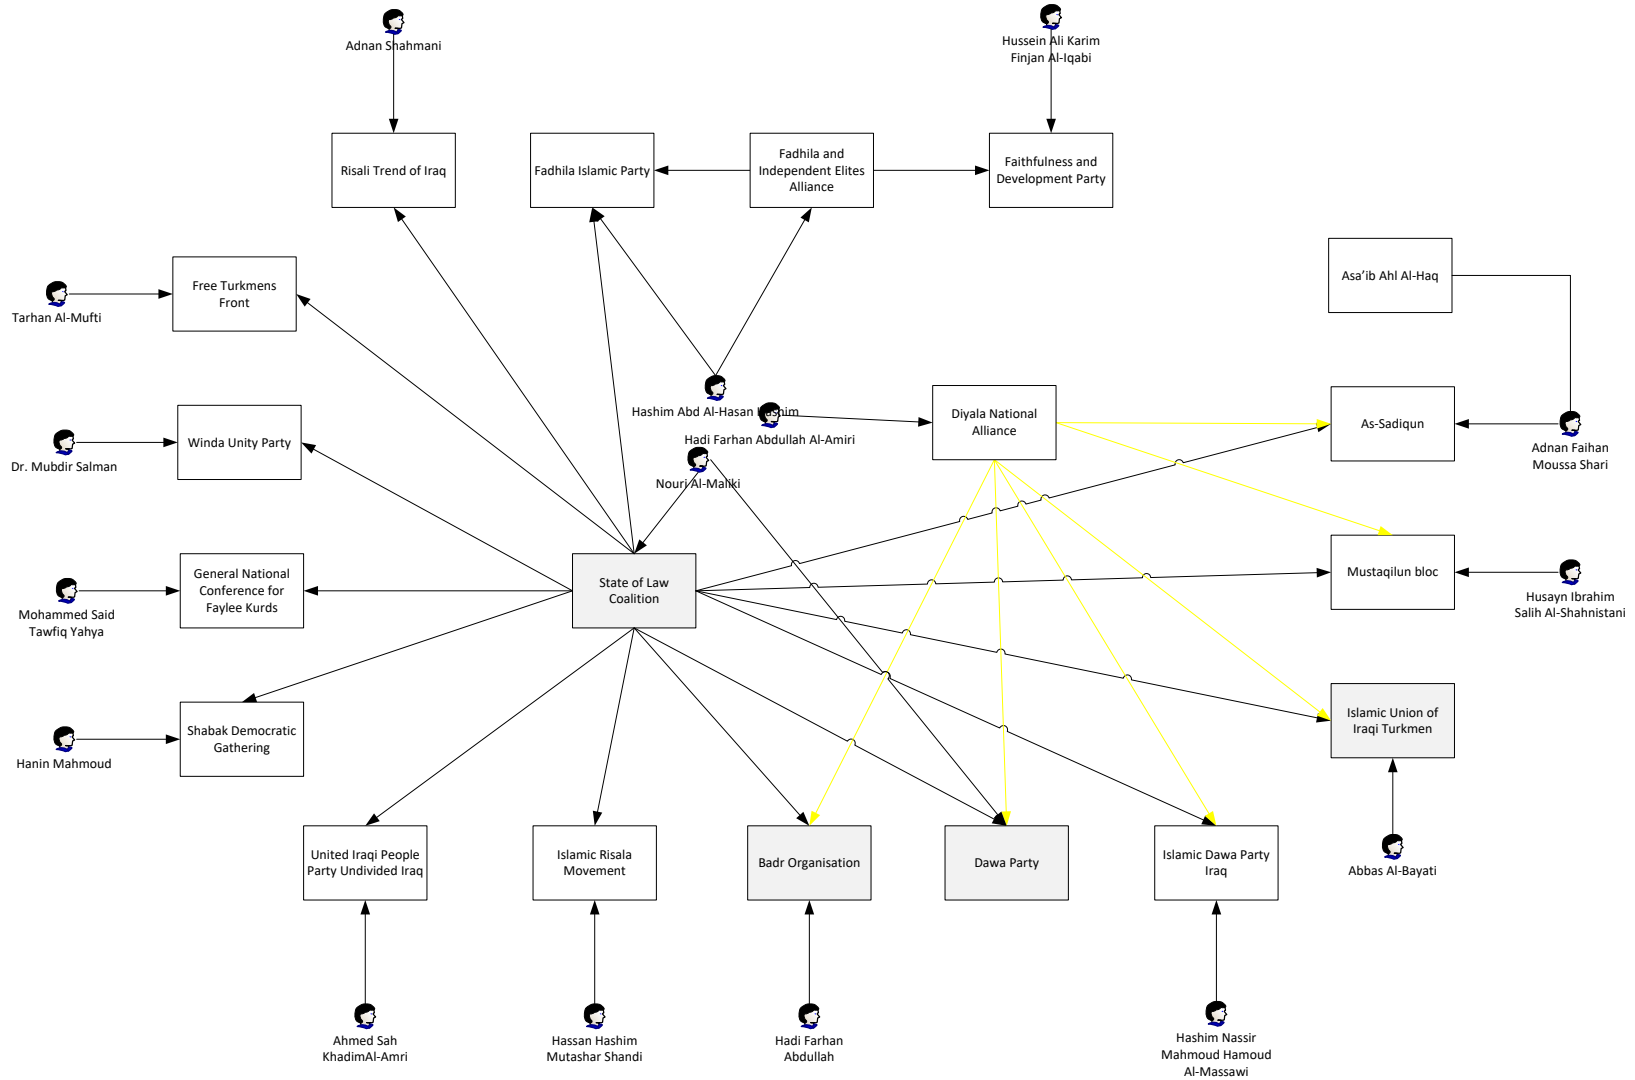 Adnan Shahmani
Hussein Ali Karim
Finjan Al-Iqabi
Risali Trend of Iraq
Fadhila Islamic Party
Fadhila and
Independent Elites
Alliance
Faithfulness and
Development Party
Free Turkmens
Front
Tarhan Al-Mufti
Asa’ib Ahl Al-Haq
Hashim Abd Al-Hasan Hashim
Hadi Farhan Abdullah Al-Amiri
Nouri Al-Maliki
Diyala National
Alliance
As-Sadiqun
Adnan Faihan
Moussa Shari
Winda Unity Party
Dr. Mubdir Salman
General National
Conference for
Faylee Kurds
Mohammed Said
Tawfiq Yahya
State of Law
Coalition
Mustaqilun bloc
Husayn Ibrahim
Salih Al-Shahnistani
Shabak Democratic
Gathering
Hanin Mahmoud
Islamic Union of
Iraqi Turkmen
Abbas Al-Bayati
United Iraqi People
Party Undivided Iraq
Islamic Risala
Movement
Badr Organisation
Dawa Party
Islamic Dawa Party
Iraq
Ahmed Sah
KhadimAl-Amri
Hassan Hashim
Mutashar Shandi
Hadi Farhan
Abdullah
Hashim Nassir
Mahmoud Hamoud
Al-Massawi